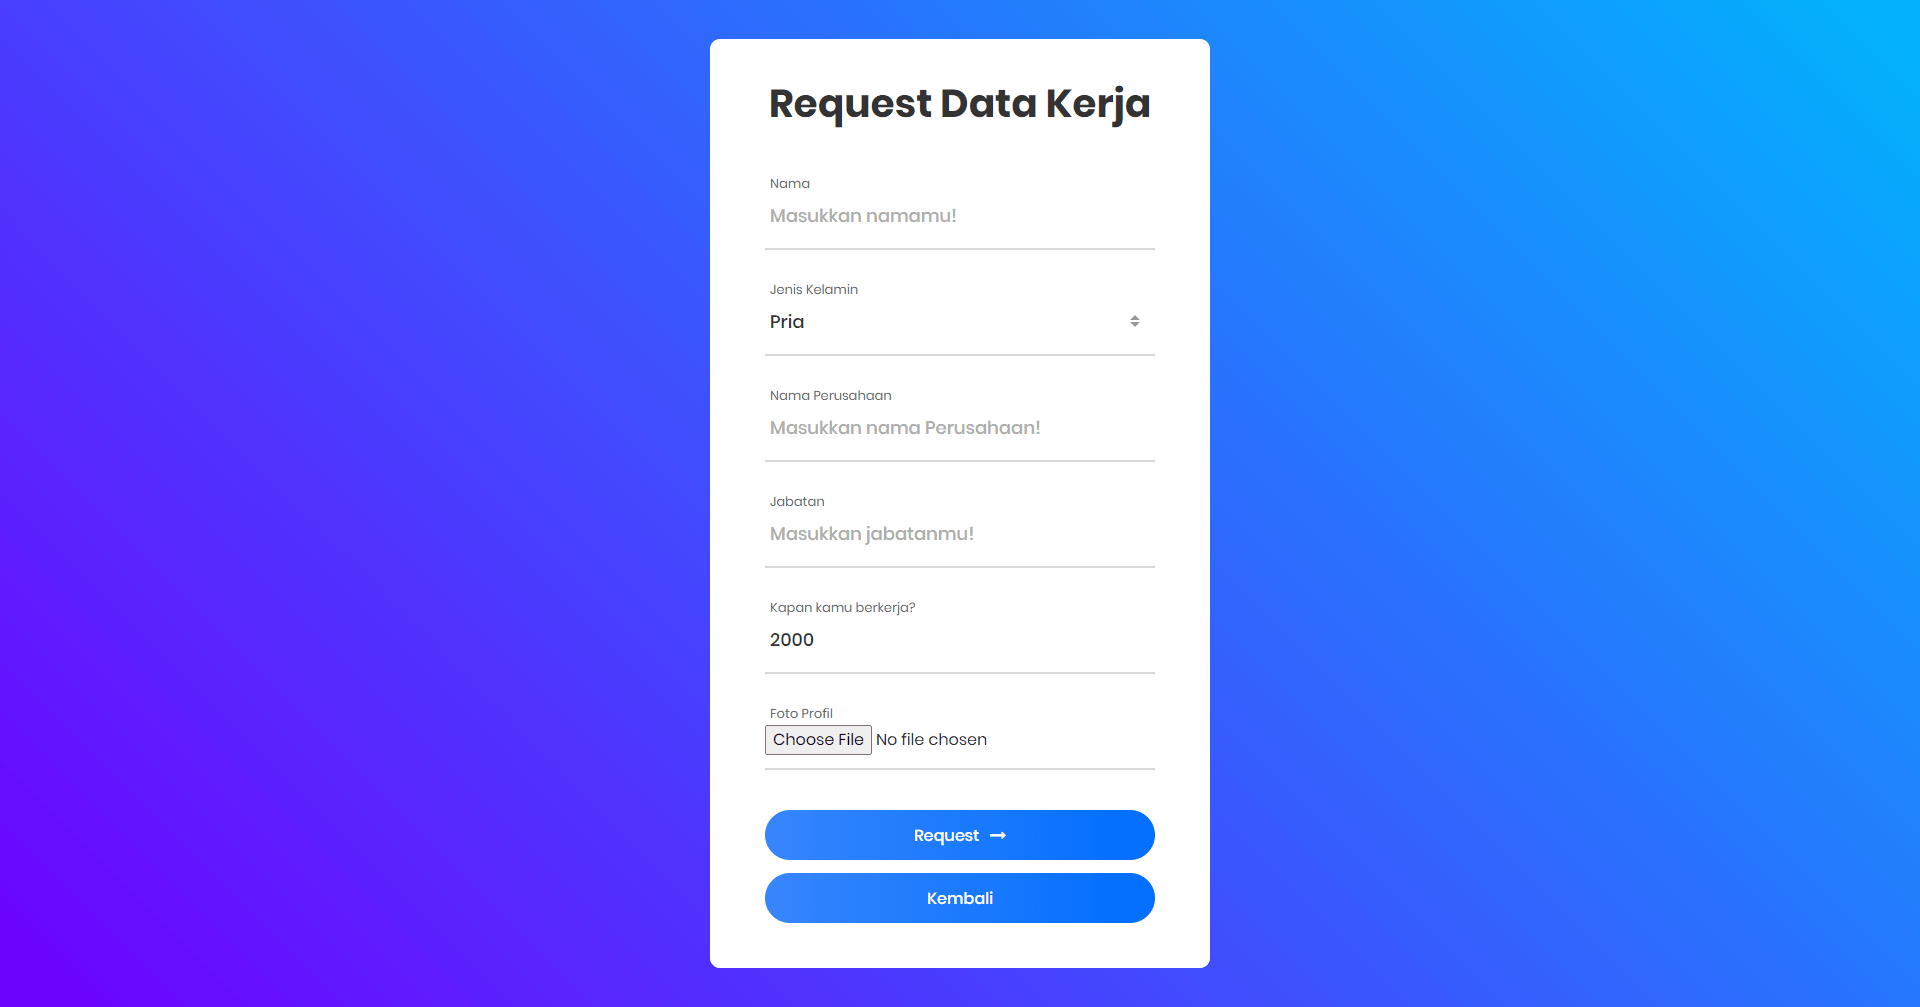 Request Data Kerja
Nama
Masukkan namamu!
Jenis Kelamin
Pria
Nama Perusahaan
Masukkan nama Perusahaan!
Jabatan
Masukkan jabatanmu!
Kapan kamu berkerja?
2000
Foto Profil
Choose File No file chosen
Request
Kembali